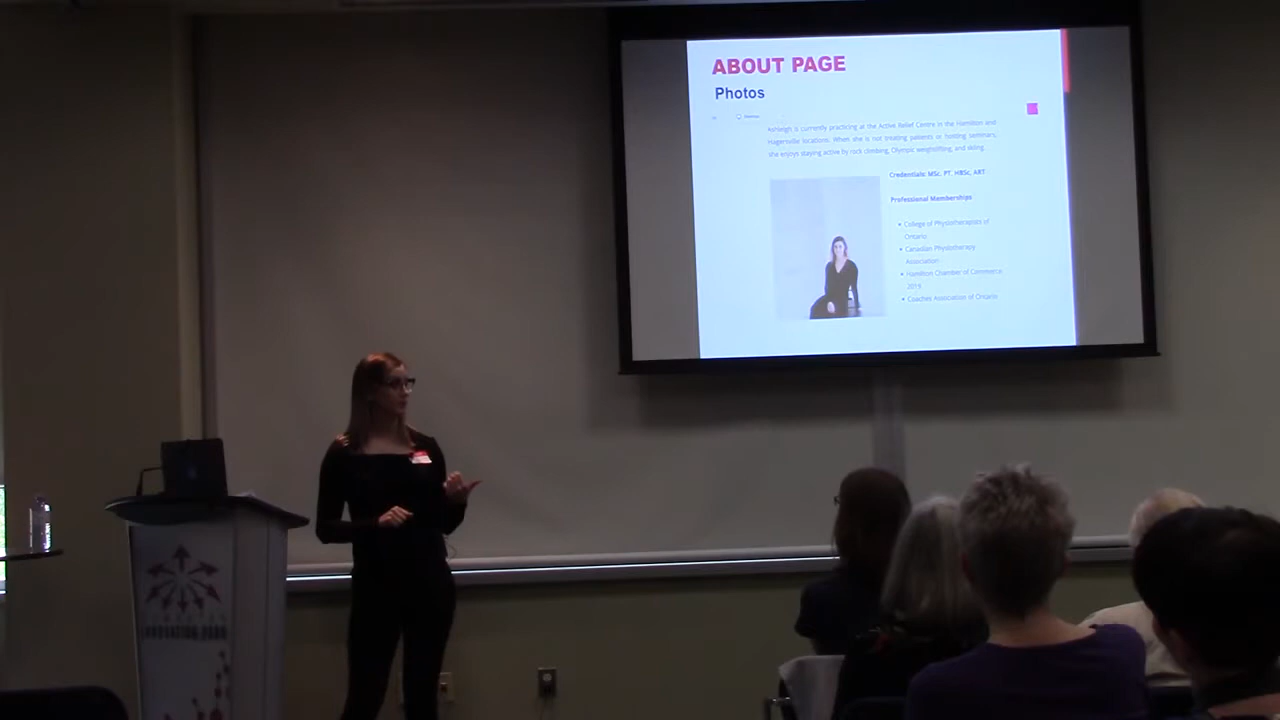 ABOUT PAGE
Photos
Ashleigh is currently practicing at the Active Relief Centre in the Hamilton and
Hagersville locations. When she is not treating patients or hosting seminars,
she enjoys staying active by rock climbing, Olympic weightlifting, and skiing.
Credentials: MSc. PT. HBSc, ART
Professional Memberships
• College of Physiotherapists of
Ontario
• Canadian Physiotherapy
Association
• Hamilton Chamber of Commerce
2019
• Coaches Association of Ontario
INNOVATION PARK